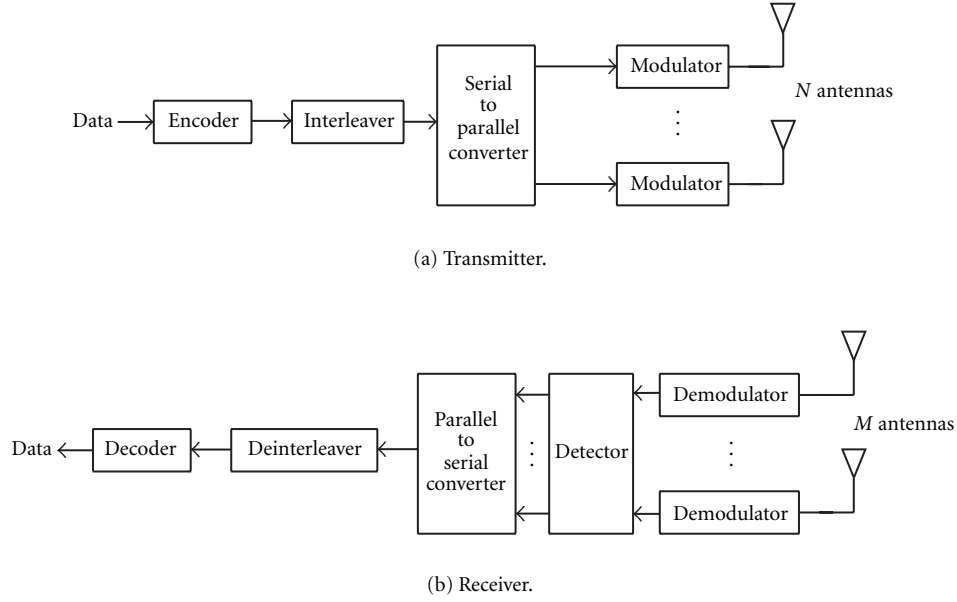 Data
Encoder
Interleaver
Serial
to
parallel
converter
Modulator
Modulator
N antennas
(a) Transmitter.
Data
Decoder
Deinterleaver
Parallel
to
serial
converter
Detector
Demodulator
Demodulator
M antennas
(b) Receiver.